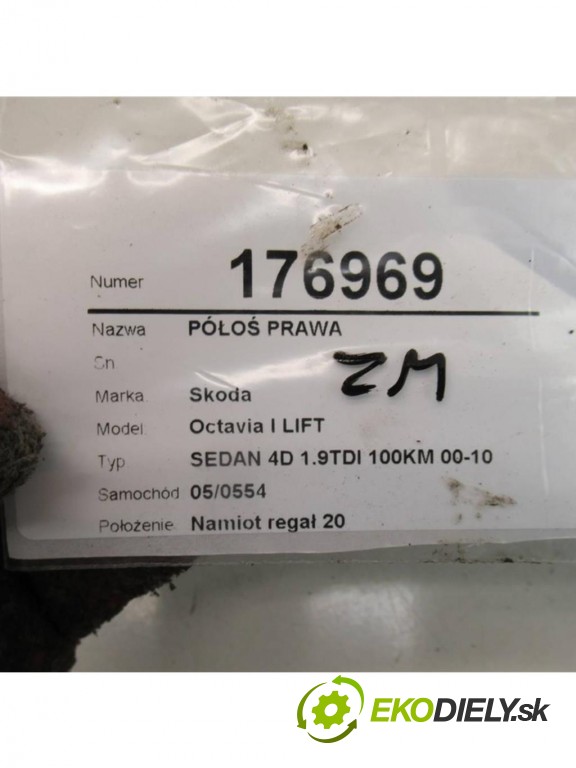 Numer 176969
Nazwa PÓŁOŚ PRAWA
Sn
Marka Skoda
Model Octavia I LIFT
Typ SEDAN 4D 1.9TDI 100KM 00-10
Samochód 05/0554
Położenie Namiot regał 20
ZM
EKODIELY.sk